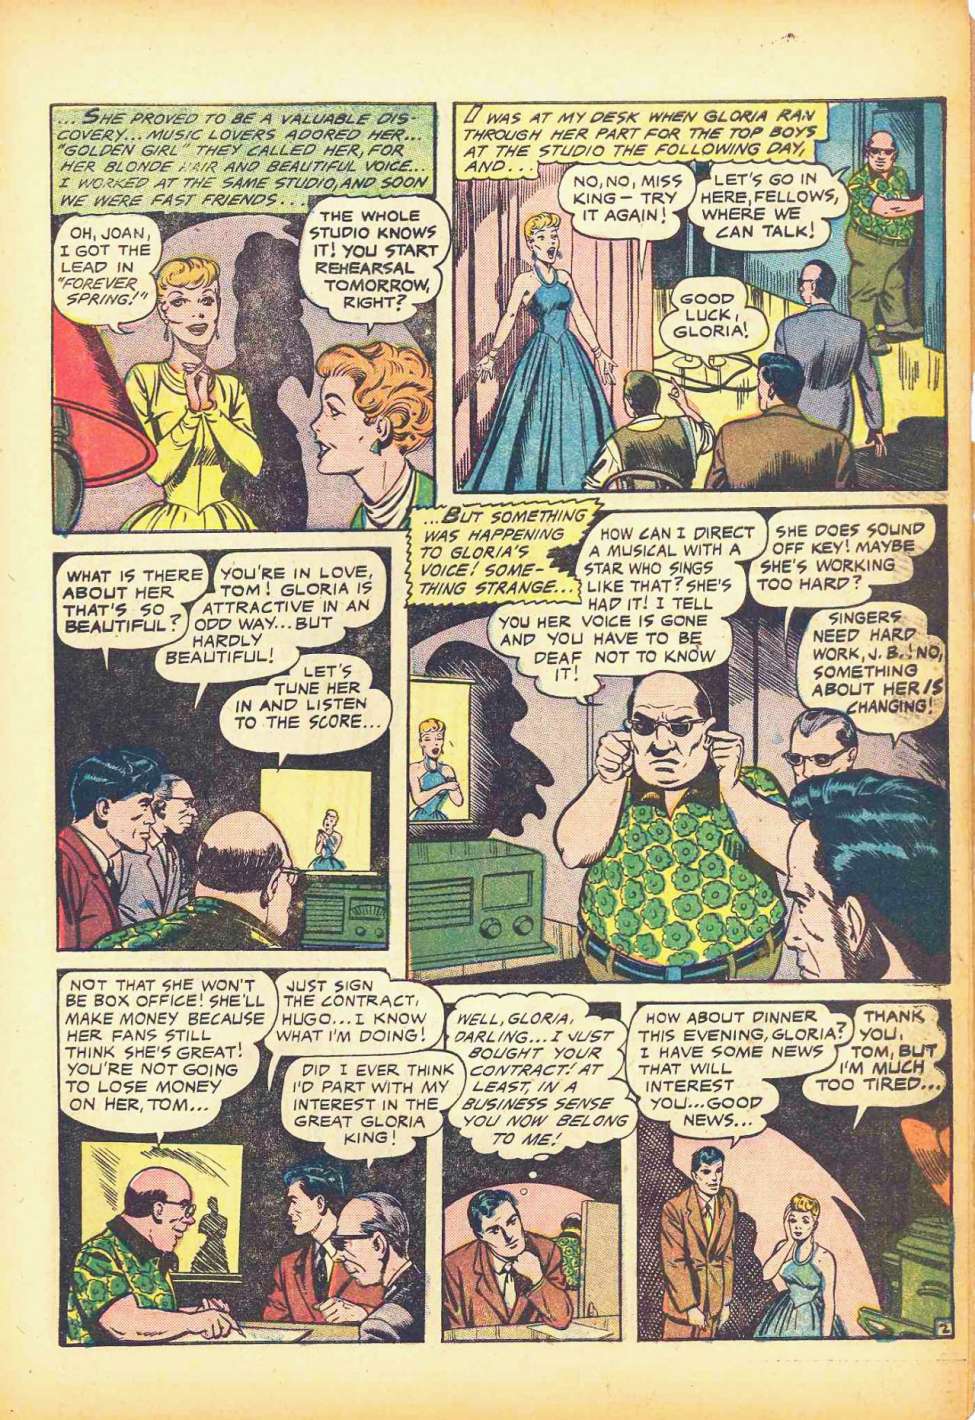 ...SHE PROVED TO BE A VALUABLE DIS-
COVERY...MUSIC LOVERS ADORED HER...
"GOLDEN GIRL" THEY CALLED HER, FOR
HER BLONDE HAIR AND BEAUTIFUL VOICE...
I WORKED AT THE SAME STUDIO, AND SOON
WE WERE FAST FRIENDS...
OH, JOAN,
I GOT THE
LEAD IN
"FOREVER
SPRING!"
THE WHOLE
STUDIO KNOWS
IT! YOU START
REHEARSAL
TOMORROW,
RIGHT?
I WAS AT MY DESK WHEN GLORIA RAN
THROUGH HER PART FOR THE TOP BOYS
AT THE STUDIO THE FOLLOWING DAY,
AND...
NO, NO, MISS
KING — TRY
IT AGAIN!
LET'S GO IN
HERE, FELLOWS,
WHERE WE
CAN TALK!
GOOD
LUCK,
GLORIA!
WHAT IS THERE
ABOUT HER
THAT'S SO
BEAUTIFUL?
YOU'RE IN LOVE,
TOM! GLORIA IS
ATTRACTIVE IN AN
ODD WAY...BUT
HARDLY
BEAUTIFUL!
LET'S
TUNE HER
IN AND LISTEN
TO THE SCORE...
...BUT SOMETHING
WAS HAPPENING
TO GLORIA'S
VOICE! SOME-
THING STRANGE...
HOW CAN I DIRECT
A MUSICAL WITH A
STAR WHO SINGS
LIKE THAT? SHE'S
HAD IT! I TELL
YOU HER VOICE IS GONE
AND YOU HAVE TO BE
DEAF NOT TO KNOW
IT!
SHE DOES SOUND
OFF KEY! MAYBE
SHE'S WORKING
TOO HARD?
SINGERS
NEED HARD
WORK, J.B.! NO,
SOMETHING
ABOUT HER IS
CHANGING!
NOT THAT SHE WON'T
BE BOX OFFICE! SHE'LL
MAKE MONEY BECAUSE
HER FANS STILL
THINK SHE'S GREAT!
YOU'RE NOT GOING
TO LOSE MONEY
ON HER, TOM...
JUST SIGN
THE CONTRACT,
HUGO...I KNOW
WHAT I'M DOING!
DID I EVER THINK
I'D PART WITH MY
INTEREST IN THE
GREAT GLORIA
KING!
WELL, GLORIA,
DARLING...I JUST
BOUGHT YOUR
CONTRACT! AT
LEAST, IN A
BUSINESS SENSE
YOU NOW BELONG
TO ME!
HOW ABOUT DINNER
THIS EVENING, GLORIA?
I HAVE SOME NEWS
THAT WILL
INTEREST
YOU...GOOD
NEWS...
THANK
YOU,
TOM, BUT
I'M MUCH
TOO TIRED...
2